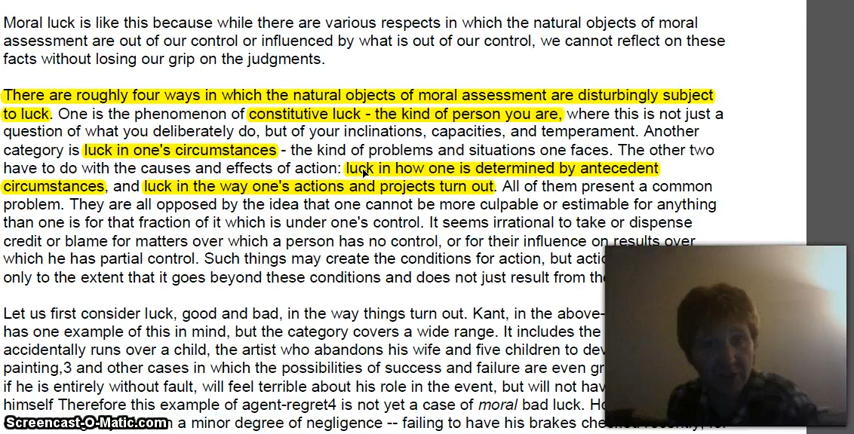 Moral luck is like this because while there are various respects in which the natural objects of moral
assessment are out of our control or influenced by what is out of our control, we cannot reflect on these
facts without losing our grip on the judgments.
There are roughly four ways in which the natural objects of moral assessment are disturbingly subject
to luck. One is the phenomenon of constitutive luck - the kind of person you are, where this is not just a
question of what you deliberately do, but of your inclinations, capacities, and temperament. Another
category is luck in one's circumstances - the kind of problems and situations one faces. The other two
have to do with the causes and effects of action: luck in how one is determined by antecedent
circumstances, and luck in the way one's actions and projects turn out. All of them present a common
problem. They are all opposed by the idea that one cannot be more culpable or estimable for anything
than one is for that fraction of it which is under one's control. It seems irrational to take or dispense
credit or blame for matters over which a person has no control, or for their influence on results over
which he has partial control. Such things may create the conditions for action, but
only to the extent that it goes beyond these conditions and does not just result from
Let us first consider luck, good and bad, in the way things turn out. Kant, in the above-
has one example of this in mind, but the category covers a wide range. It includes the
accidentally runs over a child, the artist who abandons his wife and five children to
painting,3 and other cases in which the possibilities of success and failure are even
if he is entirely without fault, will feel terrible about his role in the event, but will not
himself Therefore this example of agent-regret4 is not yet a case of moral bad luck.
Screencast-O-Matic.com a minor degree of negligence -- failing to have his brakes